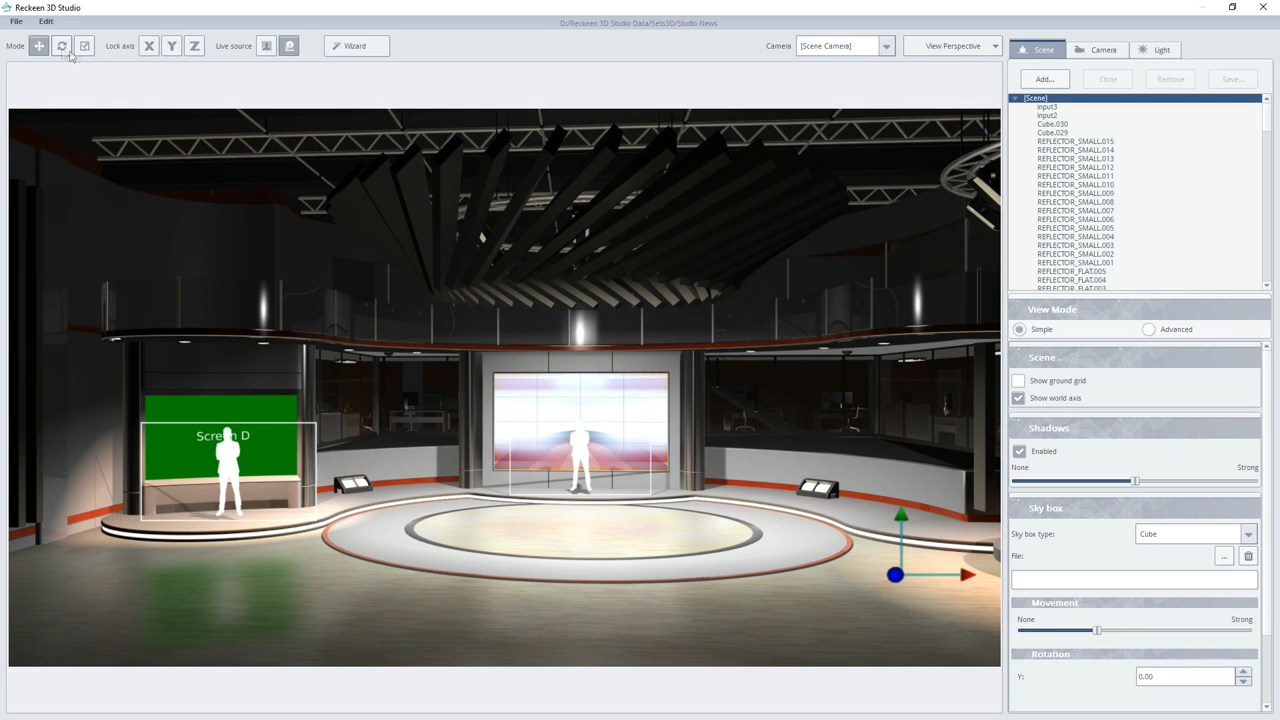 Reckeen 3D Studio
File Edit
D:/Reckeen 3D Studio Data/Sets3D/Studio News
Mode Lock axis X Y Z Live source Wizard Camera [Scene Camera] View Perspective
Scene Camera Light
Add... Clone Remove Save...
[Scene]
input3
input2
Cube.030
Cube.029
REFLECTOR_SMALL.015
REFLECTOR_SMALL.014
REFLECTOR_SMALL.013
REFLECTOR_SMALL.012
REFLECTOR_SMALL.011
REFLECTOR_SMALL.010
REFLECTOR_SMALL.009
REFLECTOR_SMALL.008
REFLECTOR_SMALL.007
REFLECTOR_SMALL.006
REFLECTOR_SMALL.005
REFLECTOR_SMALL.004
REFLECTOR_SMALL.003
REFLECTOR_SMALL.002
REFLECTOR_SMALL.001
REFLECTOR_FLAT.005
REFLECTOR_FLAT.004
REFLECTOR_FLAT.003
View Mode
Simple Advanced
Scene
Show ground grid
Show world axis
Shadows
Enabled
None Strong
Sky box
Sky box type: Cube
File: ...
Movement
None Strong
Rotation
Y: 0.00